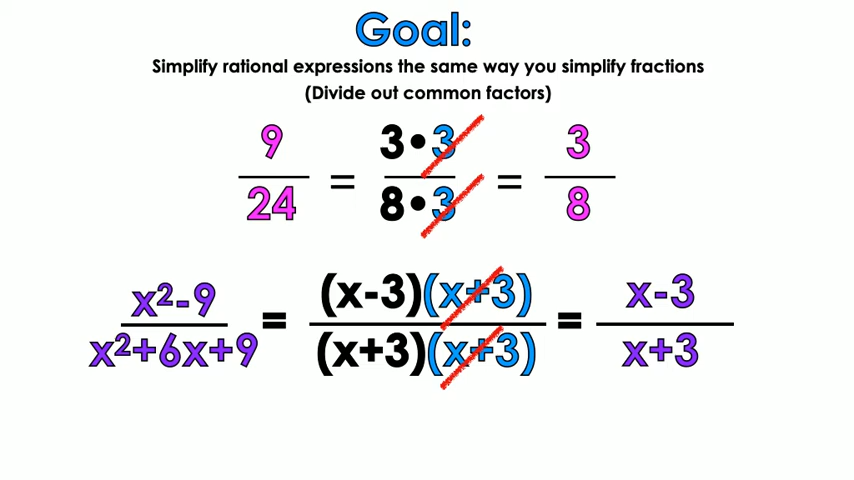 Goal:
Simplify rational expressions the same way you simplify fractions
(Divide out common factors)
9/24 = 3•3/8•3 = 3/8
x²-9/x²+6x+9 = (x-3)(x+3)/(x+3)(x+3) = x-3/x+3